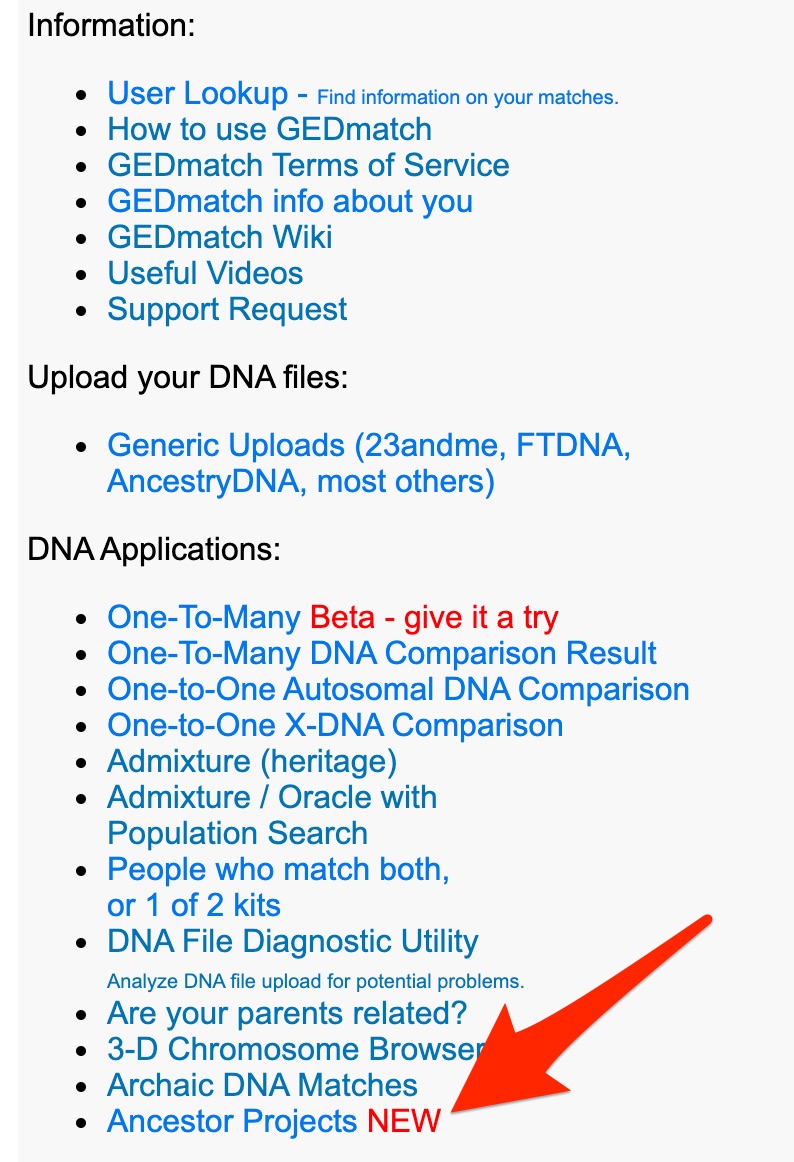 Information:
User Lookup - Find information on your matches.
How to use GEDmatch
GEDmatch Terms of Service
GEDmatch info about you
GEDmatch Wiki
Useful Videos
Support Request
Upload your DNA files:
Generic Uploads (23andme, FTDNA,
AncestryDNA, most others)
DNA Applications:
One-To-Many Beta - give it a try
One-To-Many DNA Comparison Result
One-to-One Autosomal DNA Comparison
One-to-One X-DNA Comparison
Admixture (heritage)
Admixture / Oracle with
Population Search
People who match both,
or 1 of 2 kits
DNA File Diagnostic Utility
Analyze DNA file upload for potential problems.
Are your parents related?
3-D Chromosome Browser
Archaic DNA Matches
Ancestor Projects NEW